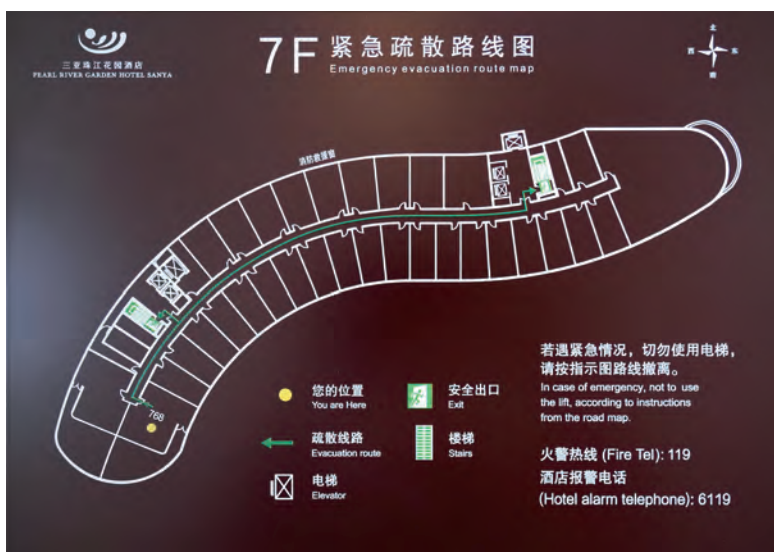 三亚珠江花园酒店
PEARL RIVER GARDEN HOTEL SANYA
7F 紧急疏散路线图
Emergency evacuation route map
北
西 东
南
消防救援窗
768
若遇紧急情况，切勿使用电梯，
请按指示图路线撤离。
In case of emergency, not to use
the lift, according to instructions
from the road map.
火警热线 (Fire Tel): 119
酒店报警电话
(Hotel alarm telephone): 6119
您的位置
You are Here
安全出口
Exit
疏散线路
Evacuation route
楼梯
Stairs
电梯
Elevator